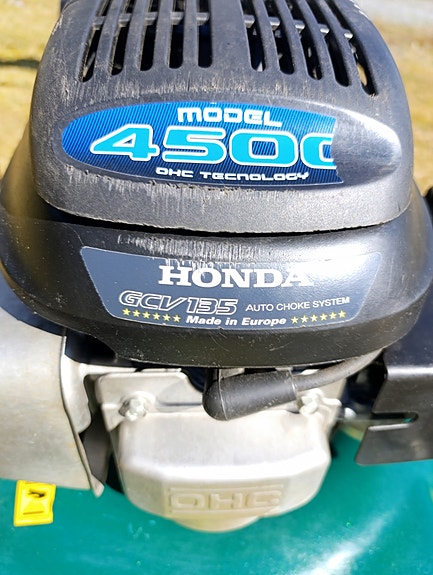 MODEL
4500
OHC TECNOLOGY
HONDA
GCV135 AUTO CHOKE SYSTEM
★★★★★★ Made in Europe ★★★★★★
OHC